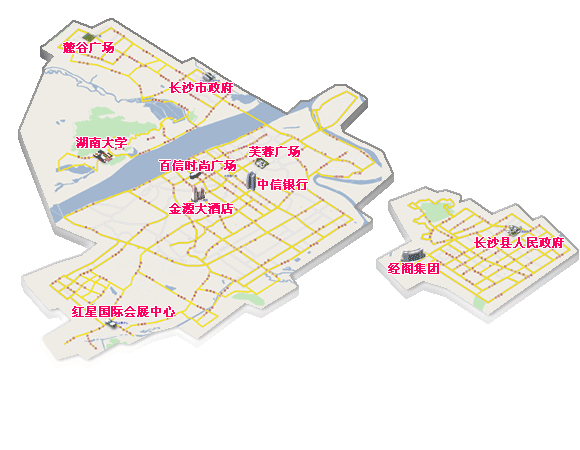 麓谷广场
长沙市政府
湖南大学
芙蓉广场
百信时尚广场
中信银行
金源大酒店
长沙县人民政府
经阁集团
红星国际会展中心